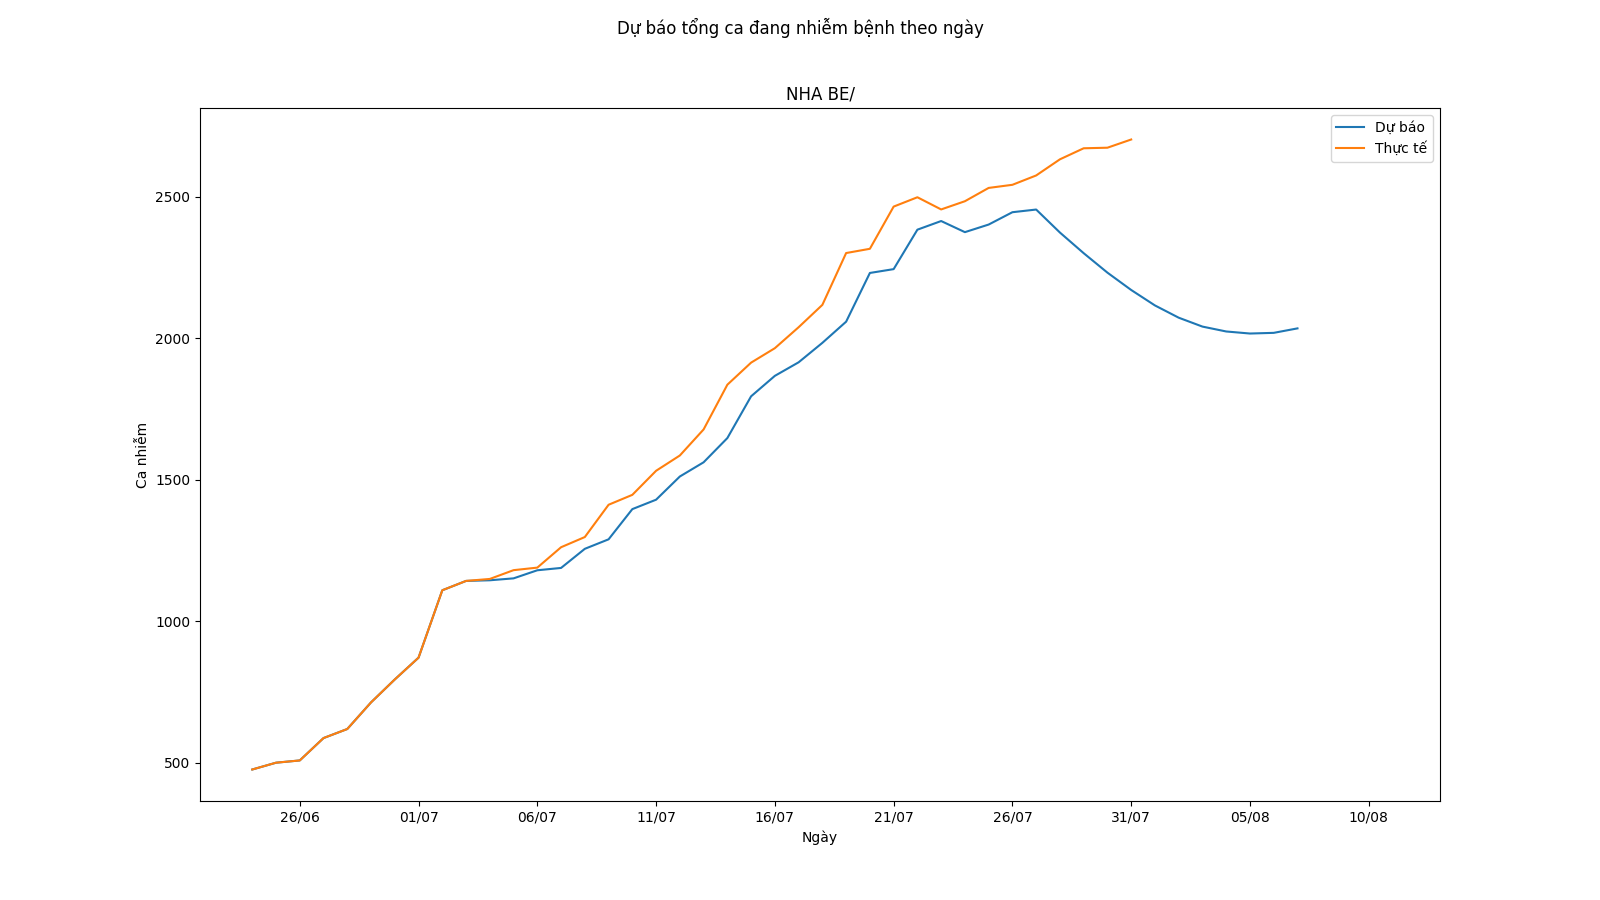 Dự báo tổng ca đang nhiễm bệnh theo ngày
NHA BE/
Dự báo
Thực tế
2500
2000
1500
1000
500
Ca nhiễm
26/06 01/07 06/07 11/07 16/07 21/07 26/07 31/07 05/08 10/08
Ngày